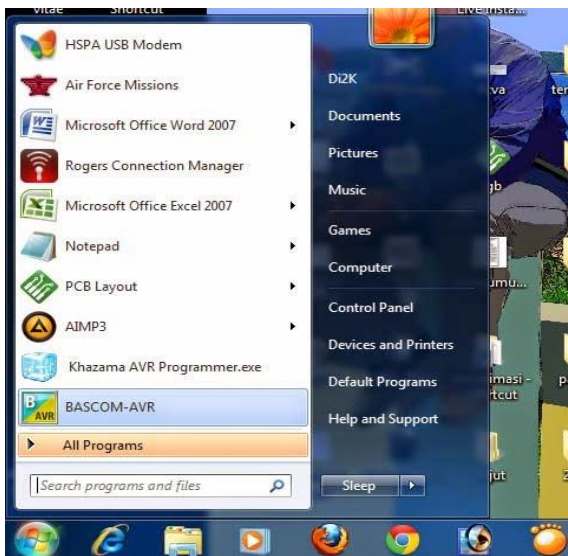 vitae Shortcut
Live Insta...
HSPA USB Modem
Air Force Missions
Microsoft Office Word 2007
Rogers Connection Manager
Microsoft Office Excel 2007
Notepad
PCB Layout
AIMP3
Khazama AVR Programmer.exe
B AVR
BASCOM-AVR
All Programs
Search programs and files
Di2K
Documents
Pictures
Music
Games
Computer
Control Panel
Devices and Printers
Default Programs
Help and Support
Sleep